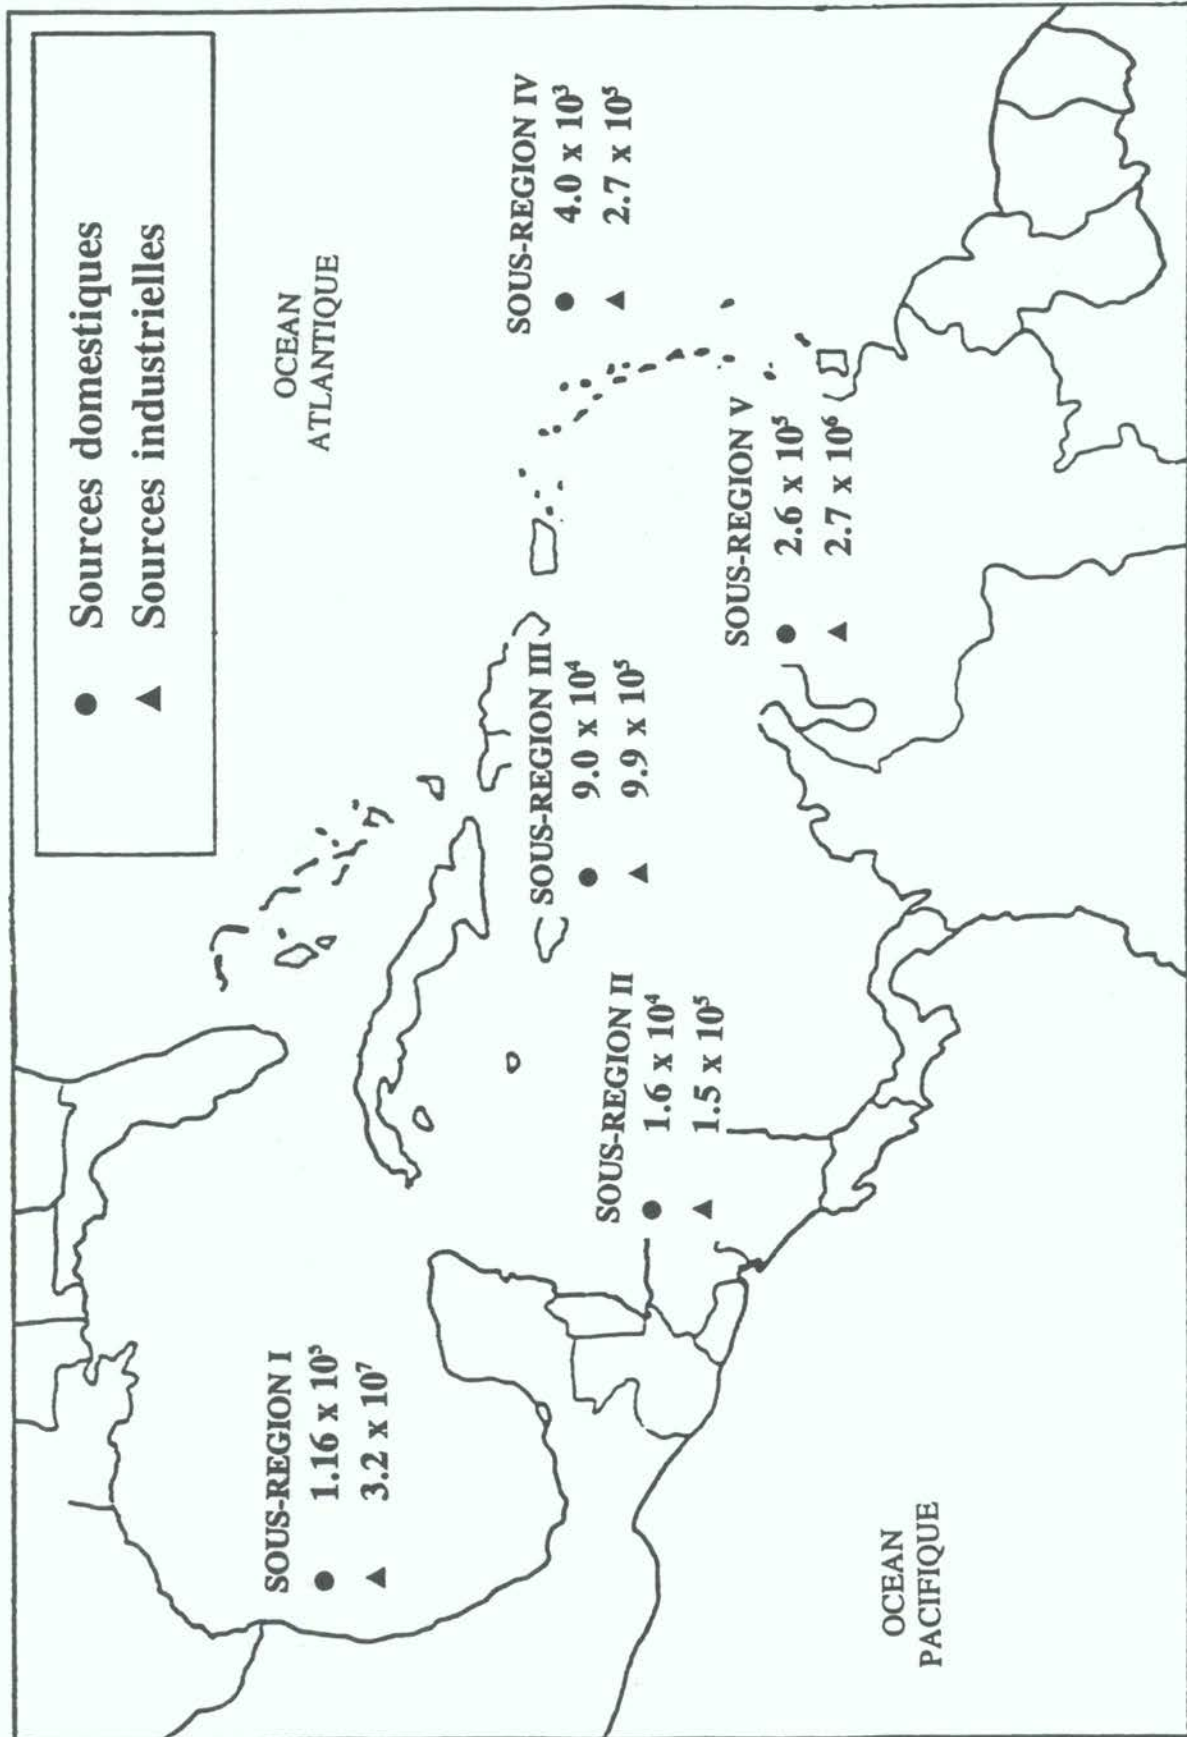 ● Sources domestiques
▲ Sources industrielles
OCEAN
ATLANTIQUE
SOUS-REGION I
● 1.16 x 10⁵
▲ 3.2 x 10⁷
SOUS-REGION IV
● 4.0 x 10³
▲ 2.7 x 10⁵
SOUS-REGION III
● 9.0 x 10⁴
▲ 9.9 x 10⁵
SOUS-REGION II
● 1.6 x 10⁴
▲ 1.5 x 10⁵
SOUS-REGION V
● 2.6 x 10⁵
▲ 2.7 x 10⁶
OCEAN
PACIFIQUE